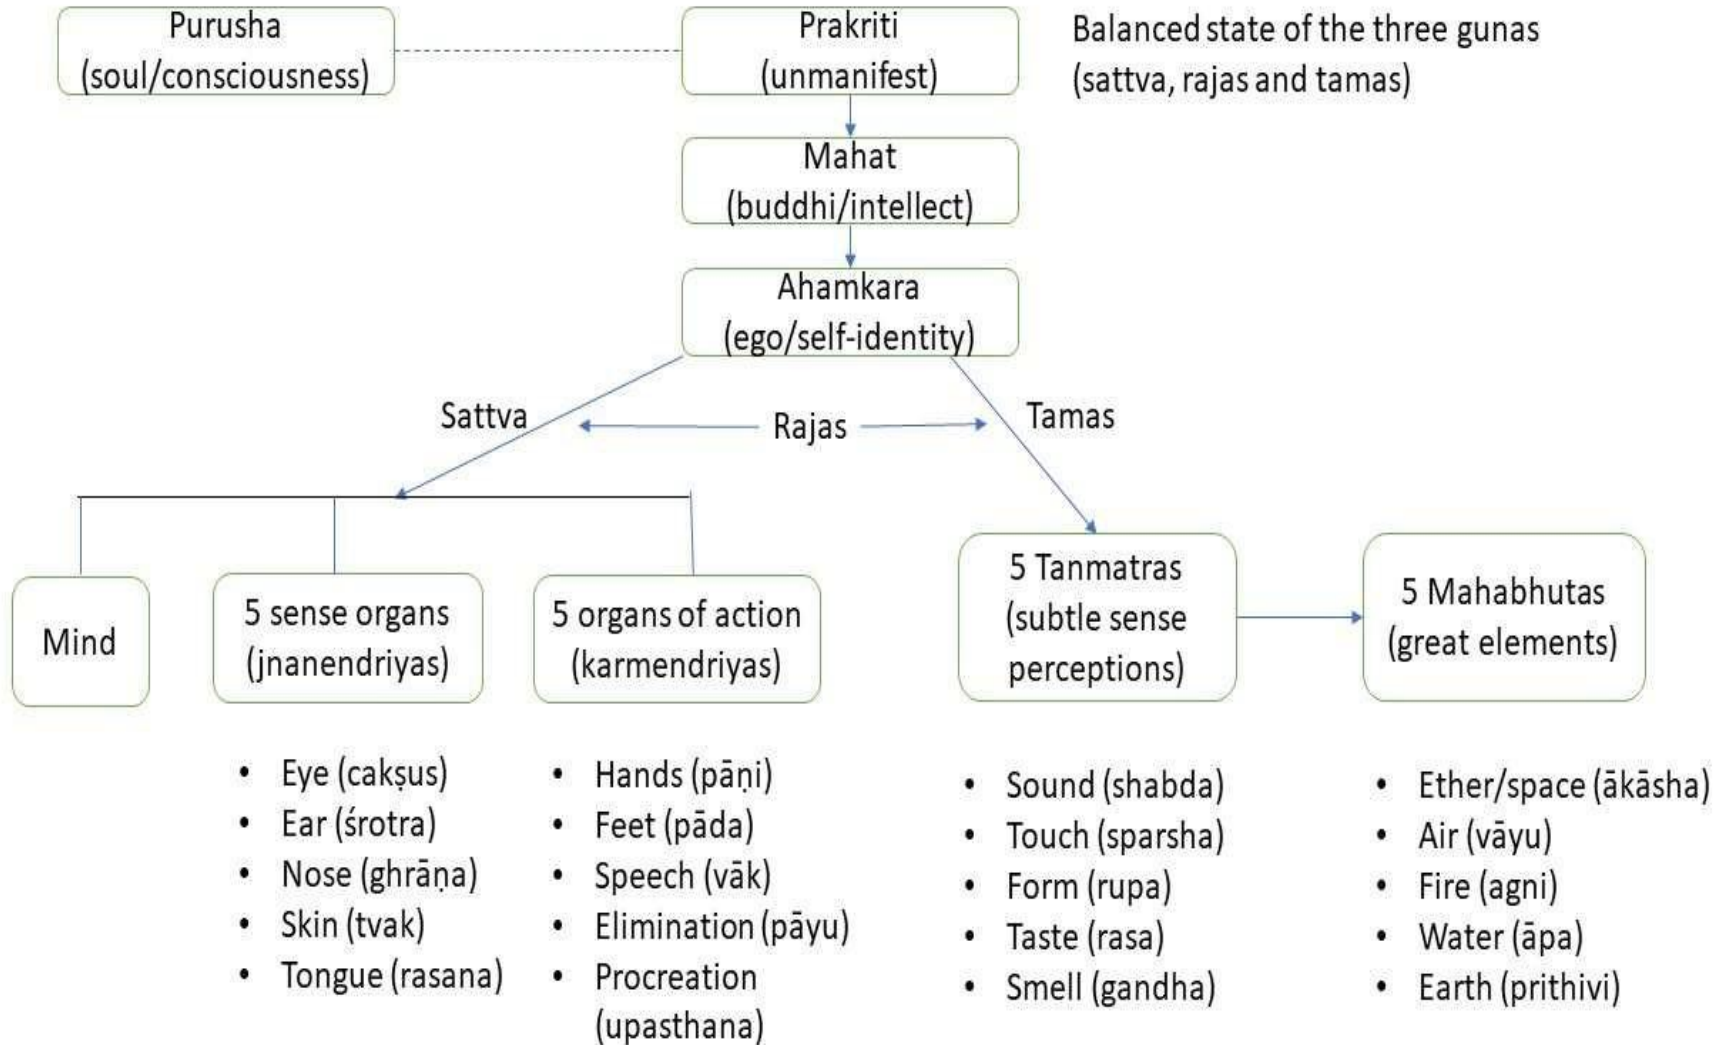 Purusha
(soul/consciousness)
Prakriti
(unmanifest)
Balanced state of the three gunas
(sattva, rajas and tamas)
Mahat
(buddhi/intellect)
Ahamkara
(ego/self-identity)
Sattva
Rajas
Tamas
Mind
5 sense organs
(jnanendriyas)
5 organs of action
(karmendriyas)
5 Tanmatras
(subtle sense
perceptions)
5 Mahabhutas
(great elements)
• Eye (cakṣus)
• Ear (śrotra)
• Nose (ghrāṇa)
• Skin (tvak)
• Tongue (rasana)
• Hands (pāṇi)
• Feet (pāda)
• Speech (vāk)
• Elimination (pāyu)
• Procreation
(upasthana)
• Sound (shabda)
• Touch (sparsha)
• Form (rupa)
• Taste (rasa)
• Smell (gandha)
• Ether/space (ākāsha)
• Air (vāyu)
• Fire (agni)
• Water (āpa)
• Earth (prithivi)